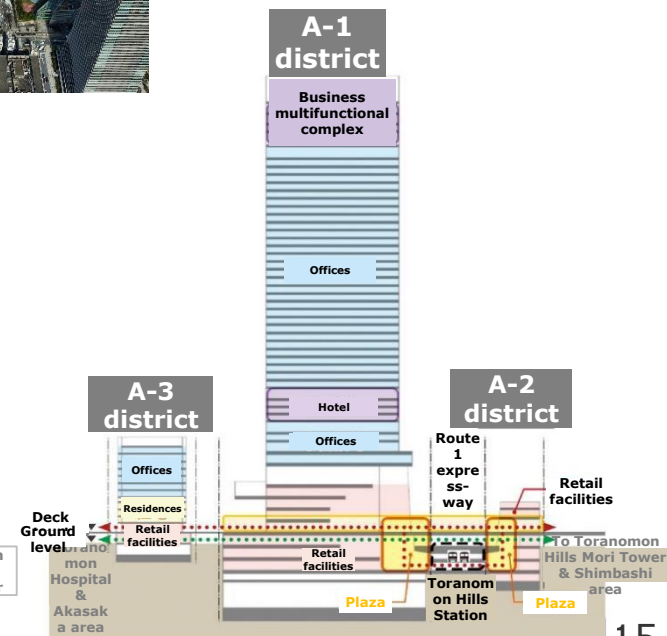 A-1
district
Business
multifunctional
complex
Offices
Hotel
Offices
A-3
district
A-2
district
Route
1
expre
ss-
way
Offices
Residences
Retail
facilities
Retail
facilities
Deck
Ground
level
Retail
facilities
mon
Hospital
&
Akasak
a area
Plaza
Toranom
on Hills
Station
Plaza
To Toranomon
Hills Mori Tower
& Shimbashi
area